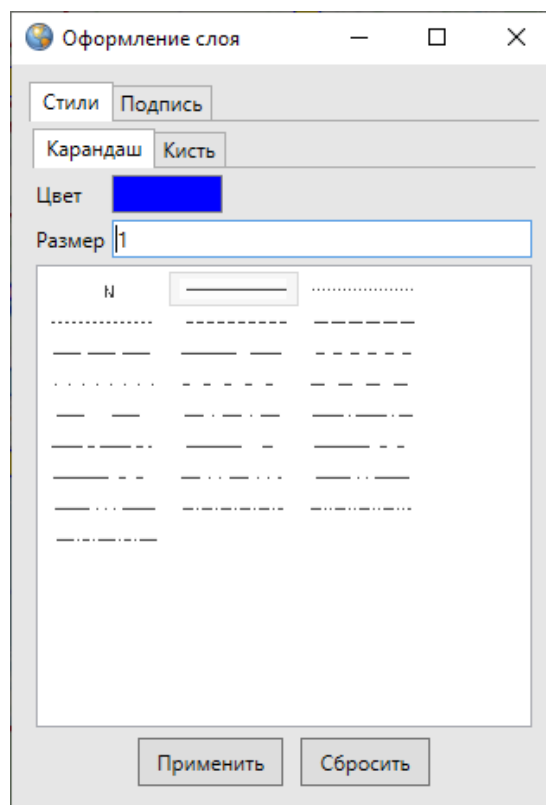 Оформление слоя
Стили Подпись
Карандаш Кисть
Цвет
Размер 1
N
Применить Сбросить